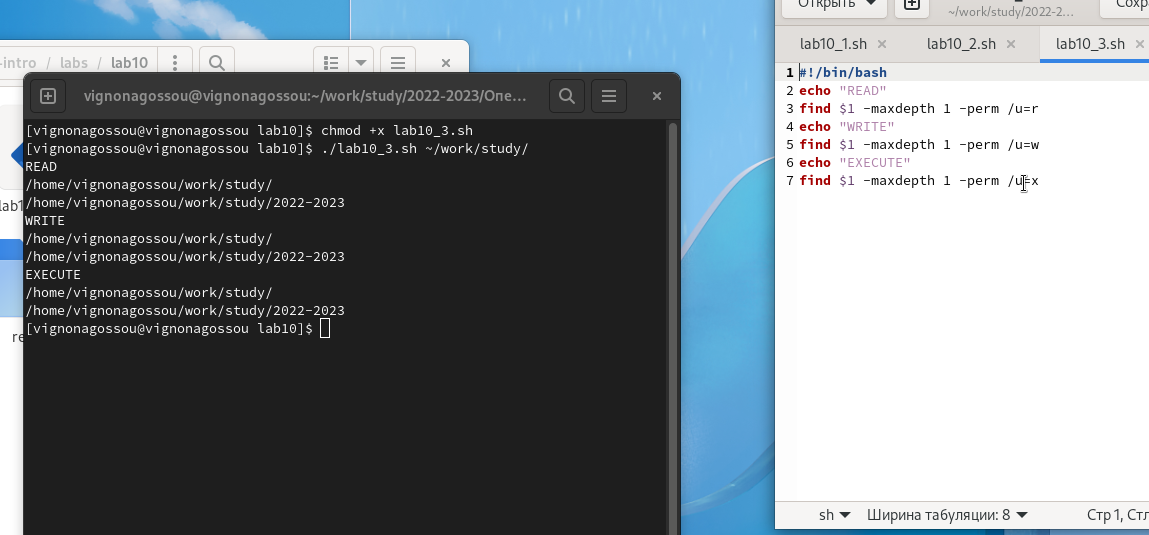 -intro / labs / lab10
vignonagossou@vignonagossou:~/work/study/2022-2023/Опе...
[vignonagossou@vignonagossou lab10]$ chmod +x lab10_3.sh
[vignonagossou@vignonagossou lab10]$ ./lab10_3.sh ~/work/study/
READ
/home/vignonagossou/work/study/
/home/vignonagossou/work/study/2022-2023
WRITE
/home/vignonagossou/work/study/
/home/vignonagossou/work/study/2022-2023
EXECUTE
/home/vignonagossou/work/study/
/home/vignonagossou/work/study/2022-2023
[vignonagossou@vignonagossou lab10]$
lab1
re
Открыть
~/work/study/2022-2...
Сохр
lab10_1.sh
lab10_2.sh
lab10_3.sh
1 #!/bin/bash
2 echo "READ"
3 find $1 -maxdepth 1 -perm /u=r
4 echo "WRITE"
5 find $1 -maxdepth 1 -perm /u=w
6 echo "EXECUTE"
7 find $1 -maxdepth 1 -perm /u=x
sh
Ширина табуляции: 8
Стр 1, Стл